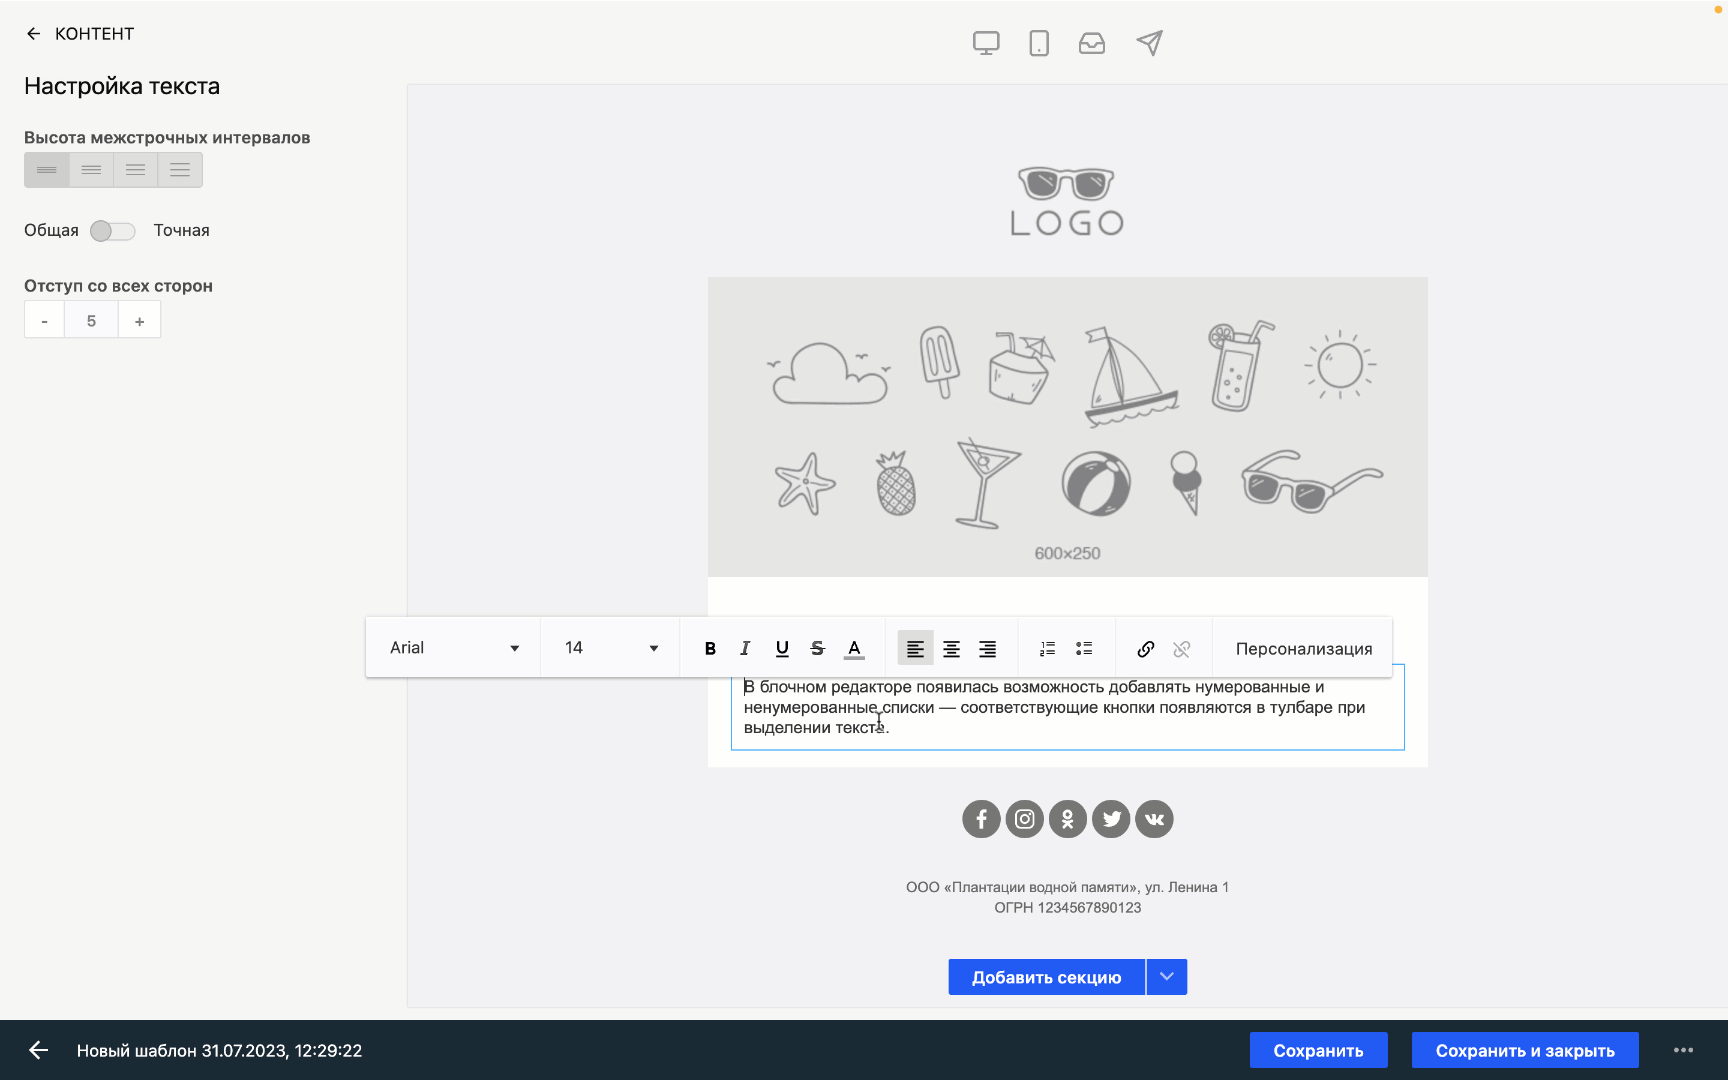 КОНТЕНТ
Настройка текста
Высота межстрочных интервалов
Общая Точная
Отступ со всех сторон
- 5 +
LOGO
600×250
Arial 14 B I U S A Персонализация
В блочном редакторе появилась возможность добавлять нумерованные и
ненумерованные списки — соответствующие кнопки появляются в тулбаре при
выделении текста.
ООО «Плантации водной памяти», ул. Ленина 1
ОГРН 1234567890123
Добавить секцию
Новый шаблон 31.07.2023, 12:29:22
Сохранить
Сохранить и закрыть